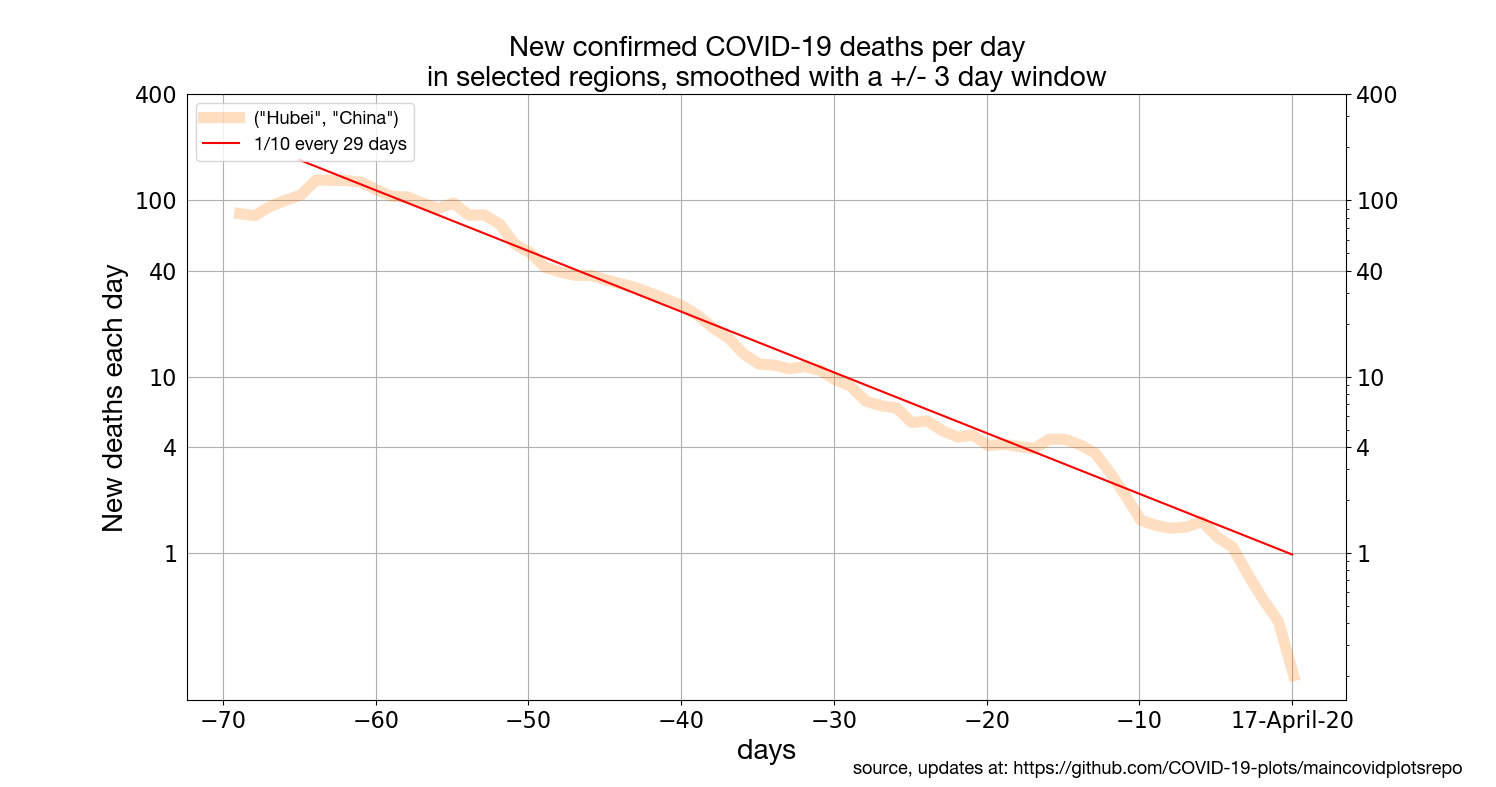 New confirmed COVID-19 deaths per day
in selected regions, smoothed with a +/- 3 day window
("Hubei", "China")
1/10 every 29 days
New deaths each day
400
100
40
10
4
1
400
100
40
10
4
1
−70 −60 −50 −40 −30 −20 −10 17-April-20
days
source, updates at: https://github.com/COVID-19-plots/maincovidplotsrepo